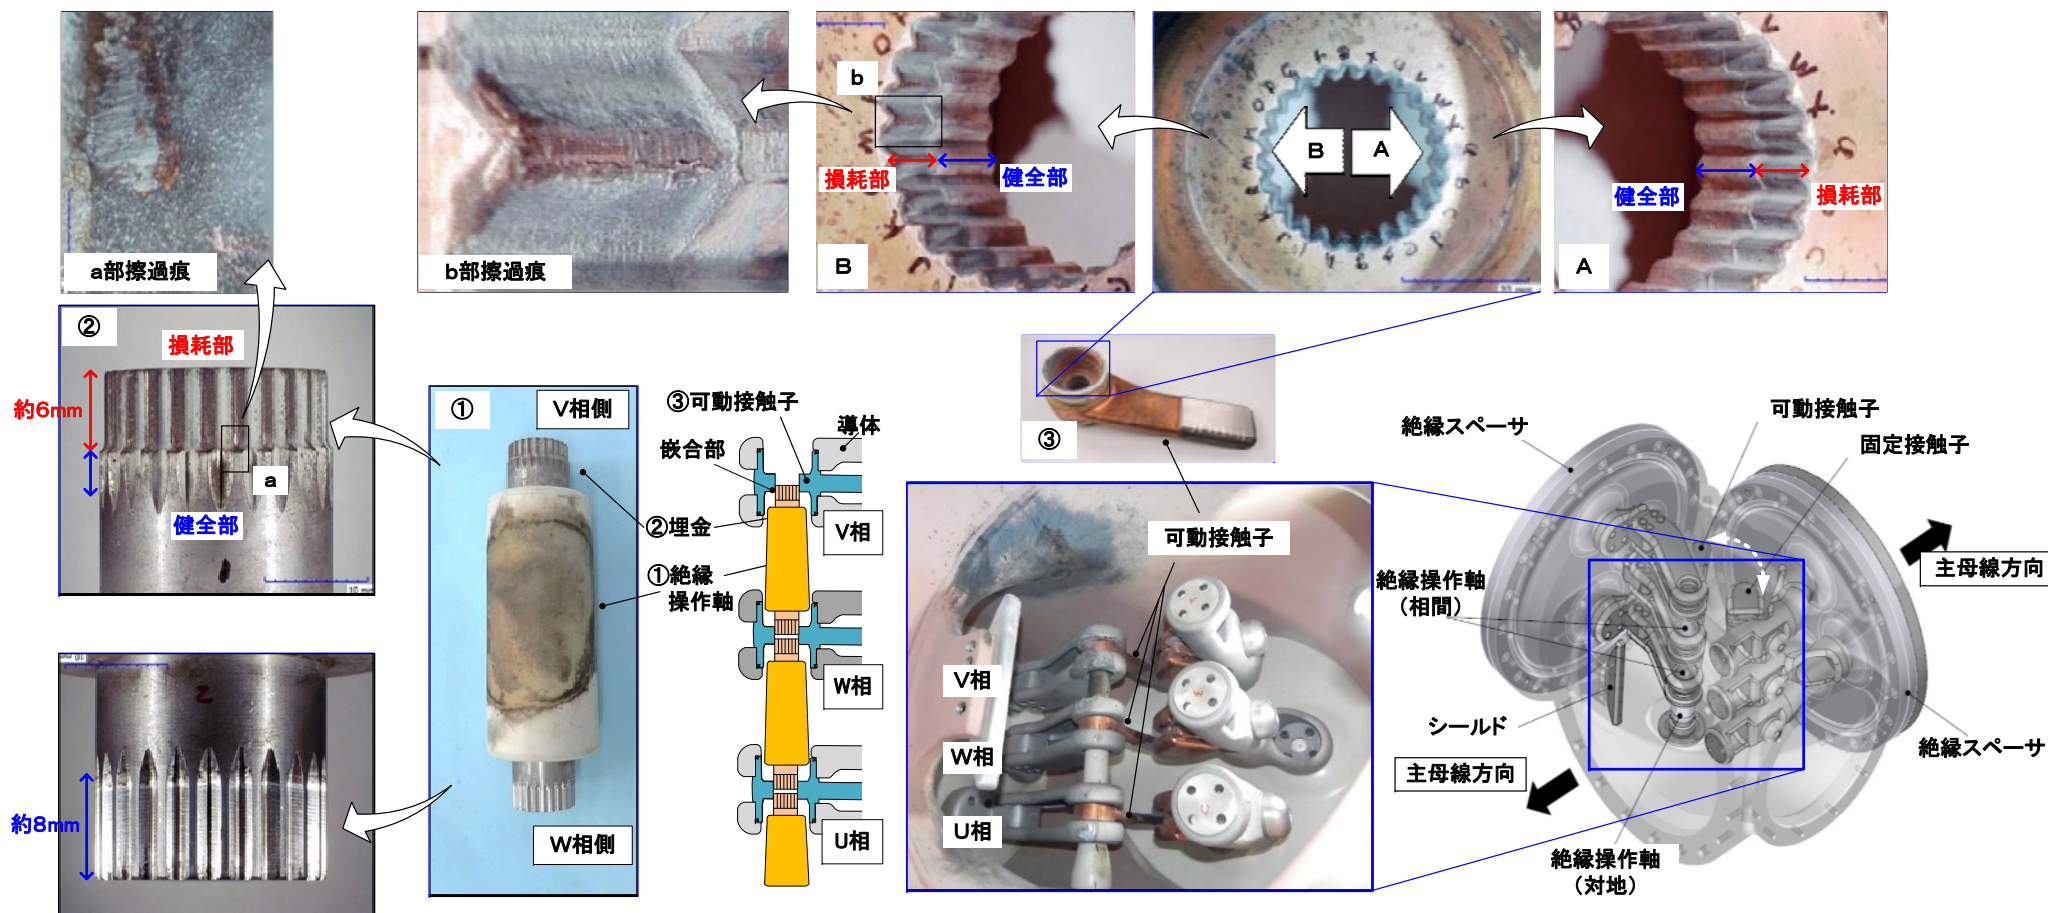 a部擦過痕
b部擦過痕
b
損耗部
健全部
B
B
A
健全部
損耗部
A
②
損耗部
約6mm
健全部
a
約8mm
①
V相側
W相側
③可動接触子
導体
嵌合部
②埋金
V相
①絶縁
操作軸
W相
U相
③
可動接触子
V相
W相
U相
絶縁スペーサ
可動接触子
固定接触子
主母線方向
絶縁操作軸
（相間）
シールド
主母線方向
絶縁スペーサ
絶縁操作軸
（対地）